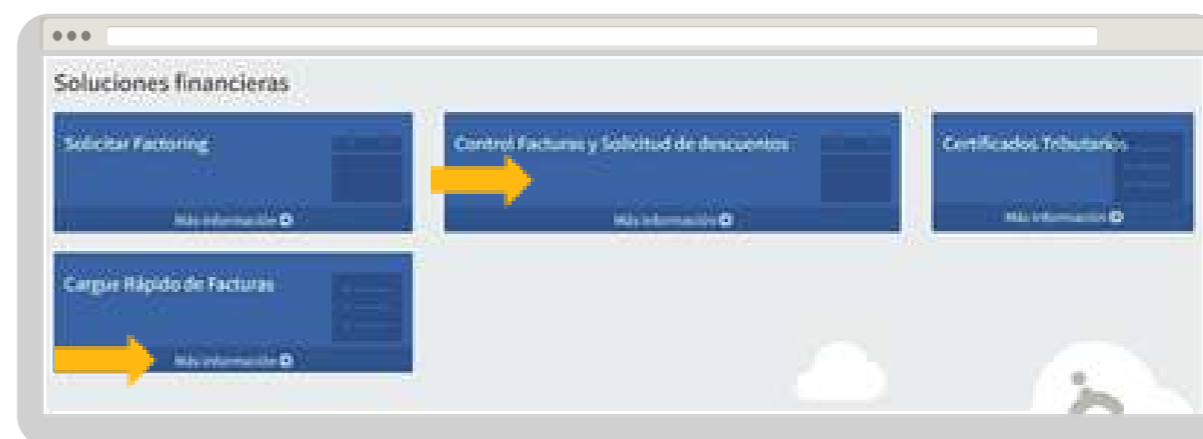 Soluciones financieras
Solicitar Factoring
Control Facturas y Solicitud de descuentos
Certificados Tributarios
Más información
Más información
Más información
Cargue Rápido de Facturas
Más información